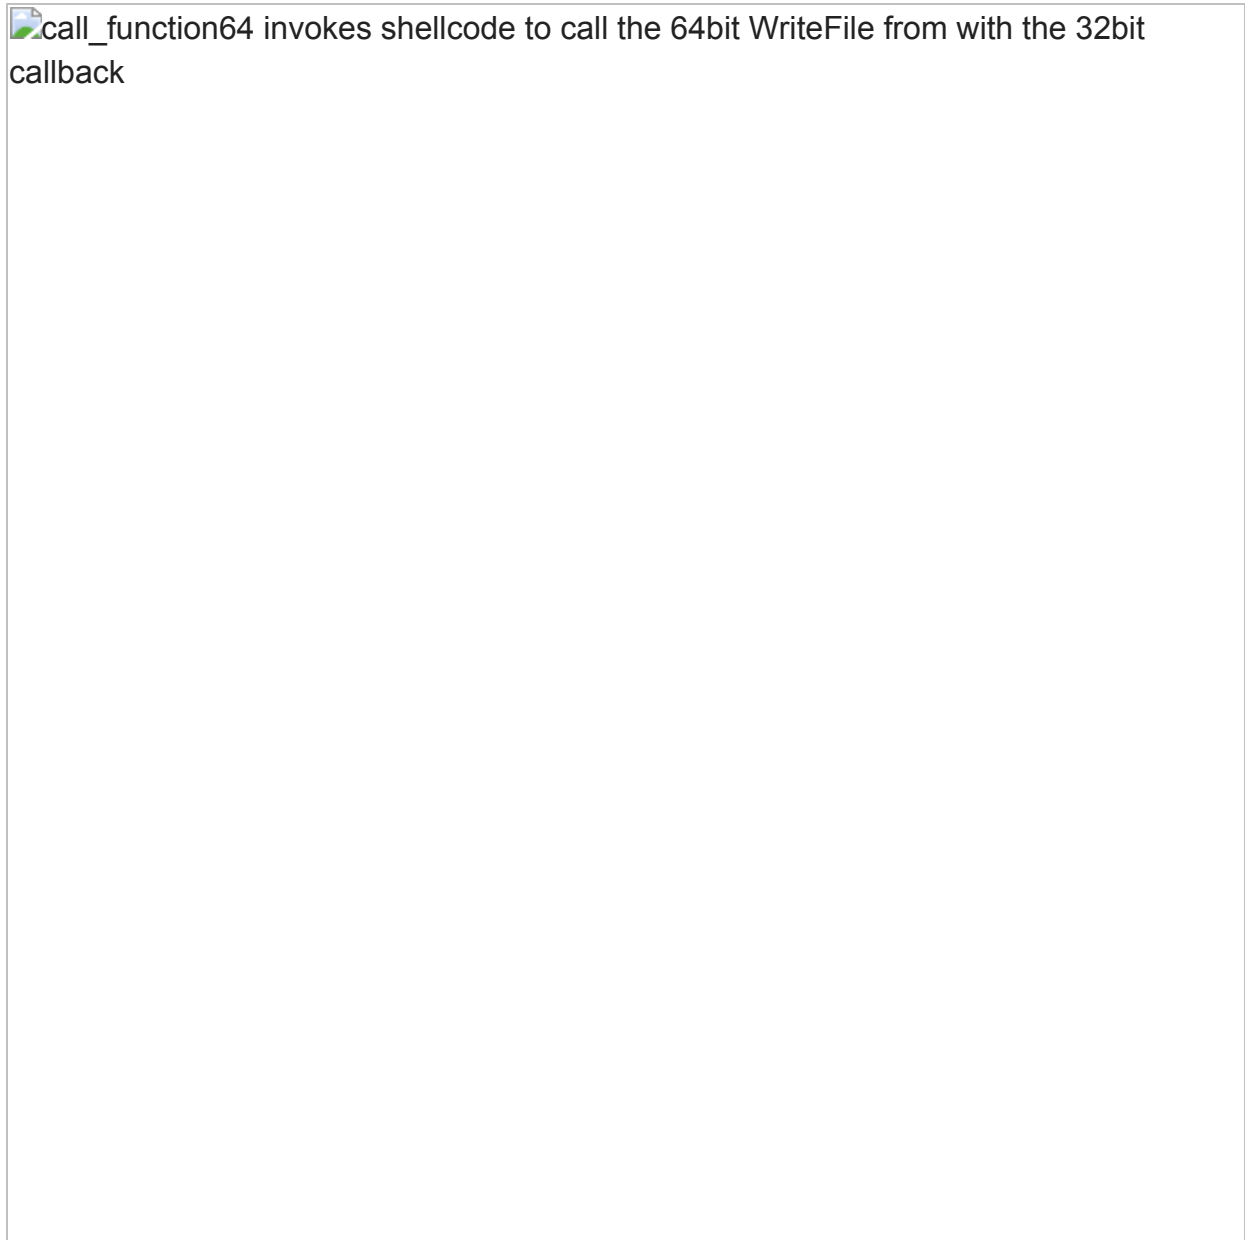 call_function64 invokes shellcode to call the 64bit WriteFile from with the 32bit
callback